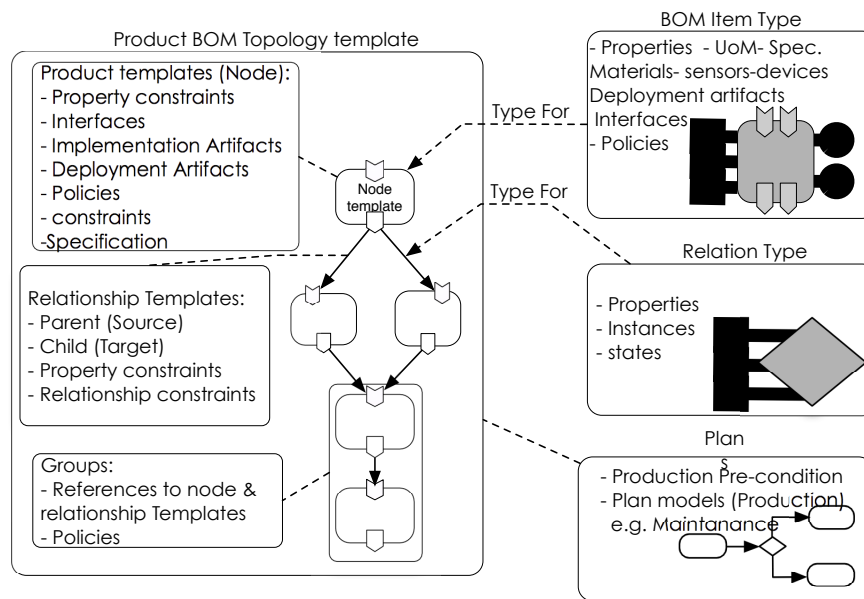 Product BOM Topology template
Product templates (Node):
- Property constraints
- Interfaces
- Implementation Artifacts
- Deployment Artifacts
- Policies
- constraints
-Specification
Node
template
Relationship Templates:
- Parent (Source)
- Child (Target)
- Property constraints
- Relationship constraints
Groups:
- References to node &
relationship Templates
- Policies
Type For
Type For
BOM Item Type
- Properties - UoM- Spec.
Materials- sensors-devices
Deployment artifacts
Interfaces
- Policies
Relation Type
- Properties
- Instances
- states
Plan
s
- Production Pre-condition
- Plan models (Production)
e.g. Maintanance